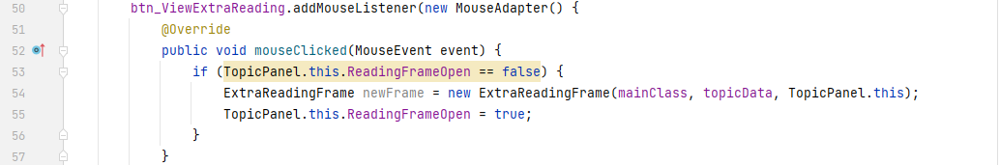 50 btn_ViewExtraReading.addMouseListener(new MouseAdapter() {
51 @Override
52 public void mouseClicked(MouseEvent event) {
53 if (TopicPanel.this.ReadingFrameOpen == false) {
54 ExtraReadingFrame newFrame = new ExtraReadingFrame(mainClass, topicData, TopicPanel.this);
55 TopicPanel.this.ReadingFrameOpen = true;
56 }
57 }